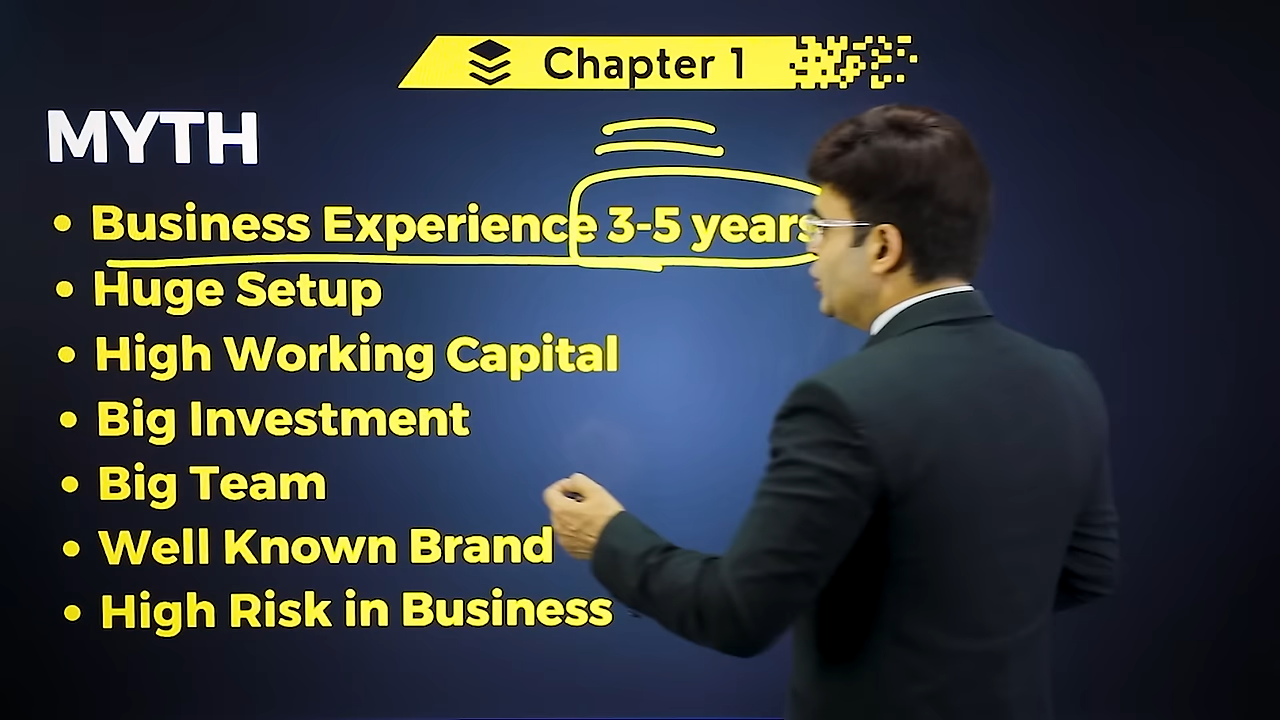 Chapter 1
MYTH
• Business Experience 3-5 years
• Huge Setup
• High Working Capital
• Big Investment
• Big Team
• Well Known Brand
• High Risk in Business